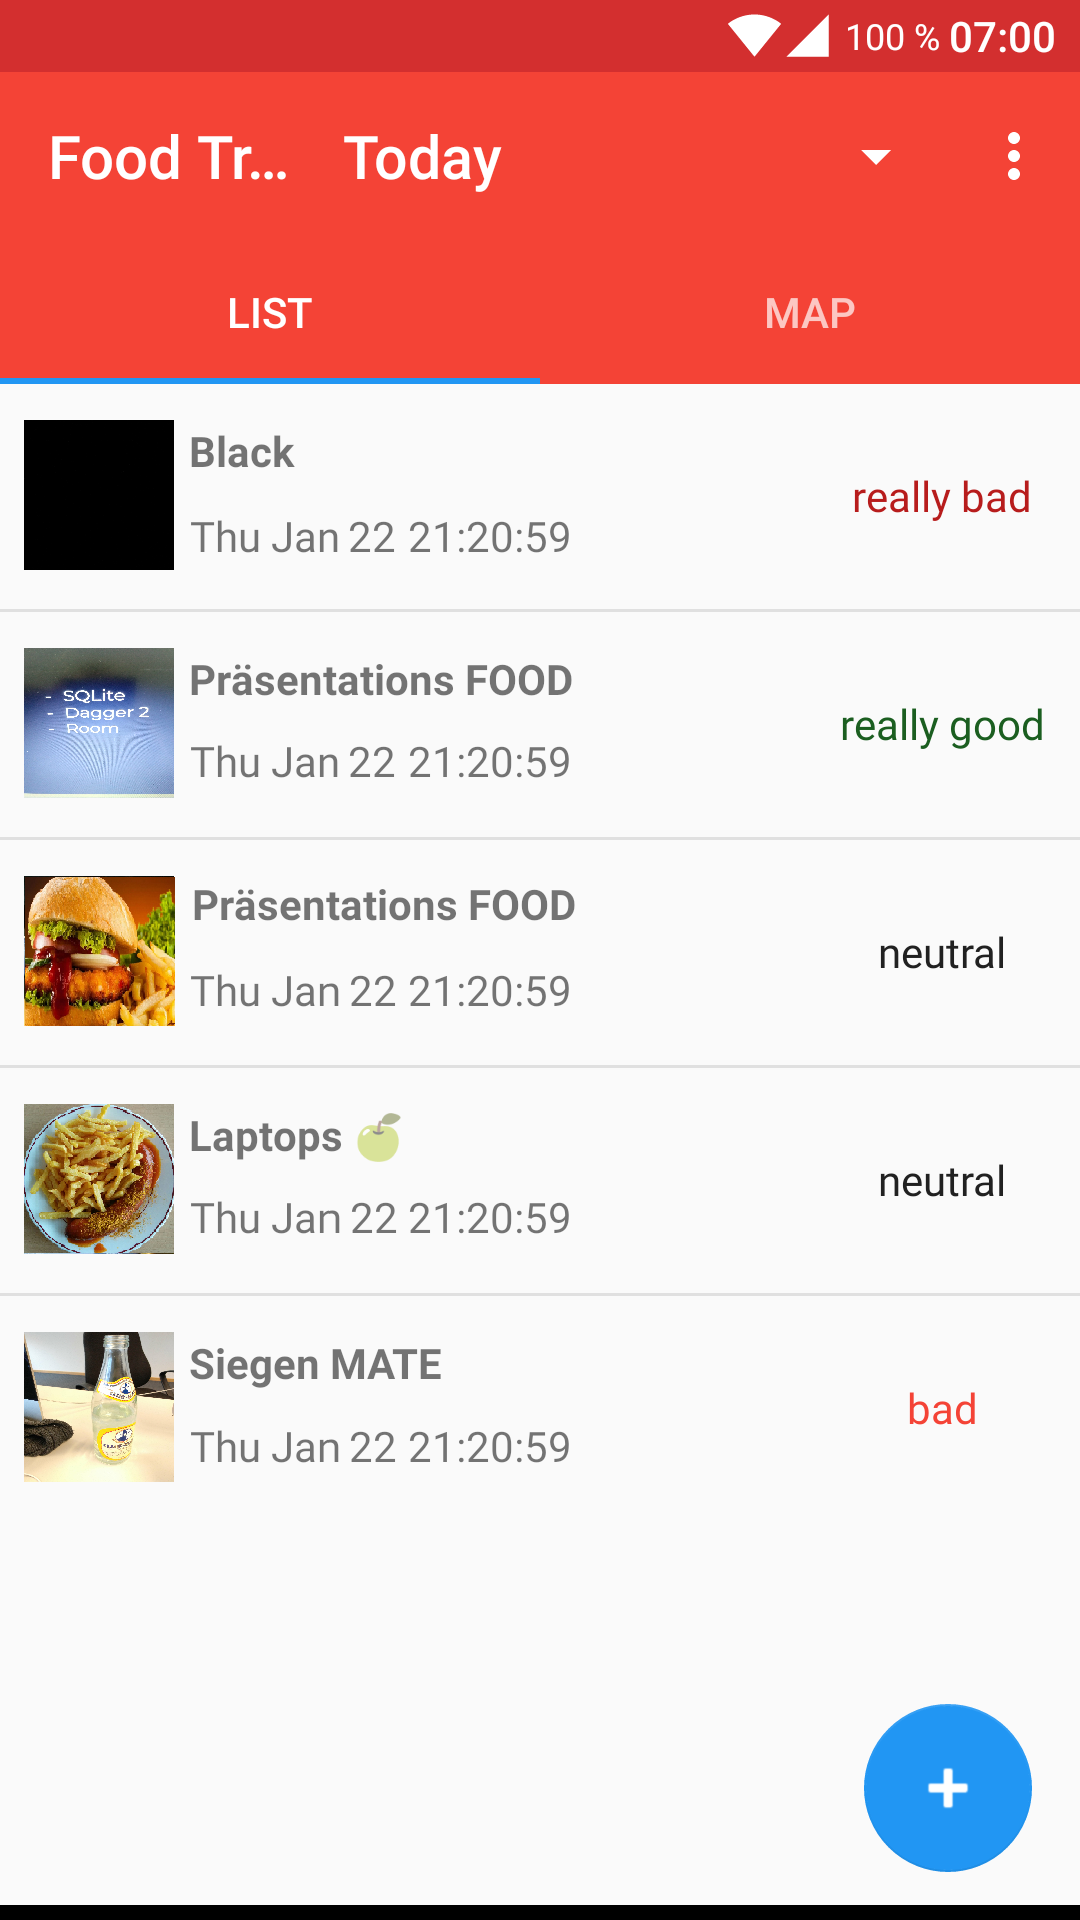 100 % 07:00
Food Tr... Today
LIST MAP
Black
Thu Jan 22 21:20:59
really bad
- SQLite
- Dagger 2
- Room
Präsentations FOOD
Thu Jan 22 21:20:59
really good
Präsentations FOOD
Thu Jan 22 21:20:59
neutral
Laptops 🍏
Thu Jan 22 21:20:59
neutral
Siegen MATE
Thu Jan 22 21:20:59
bad